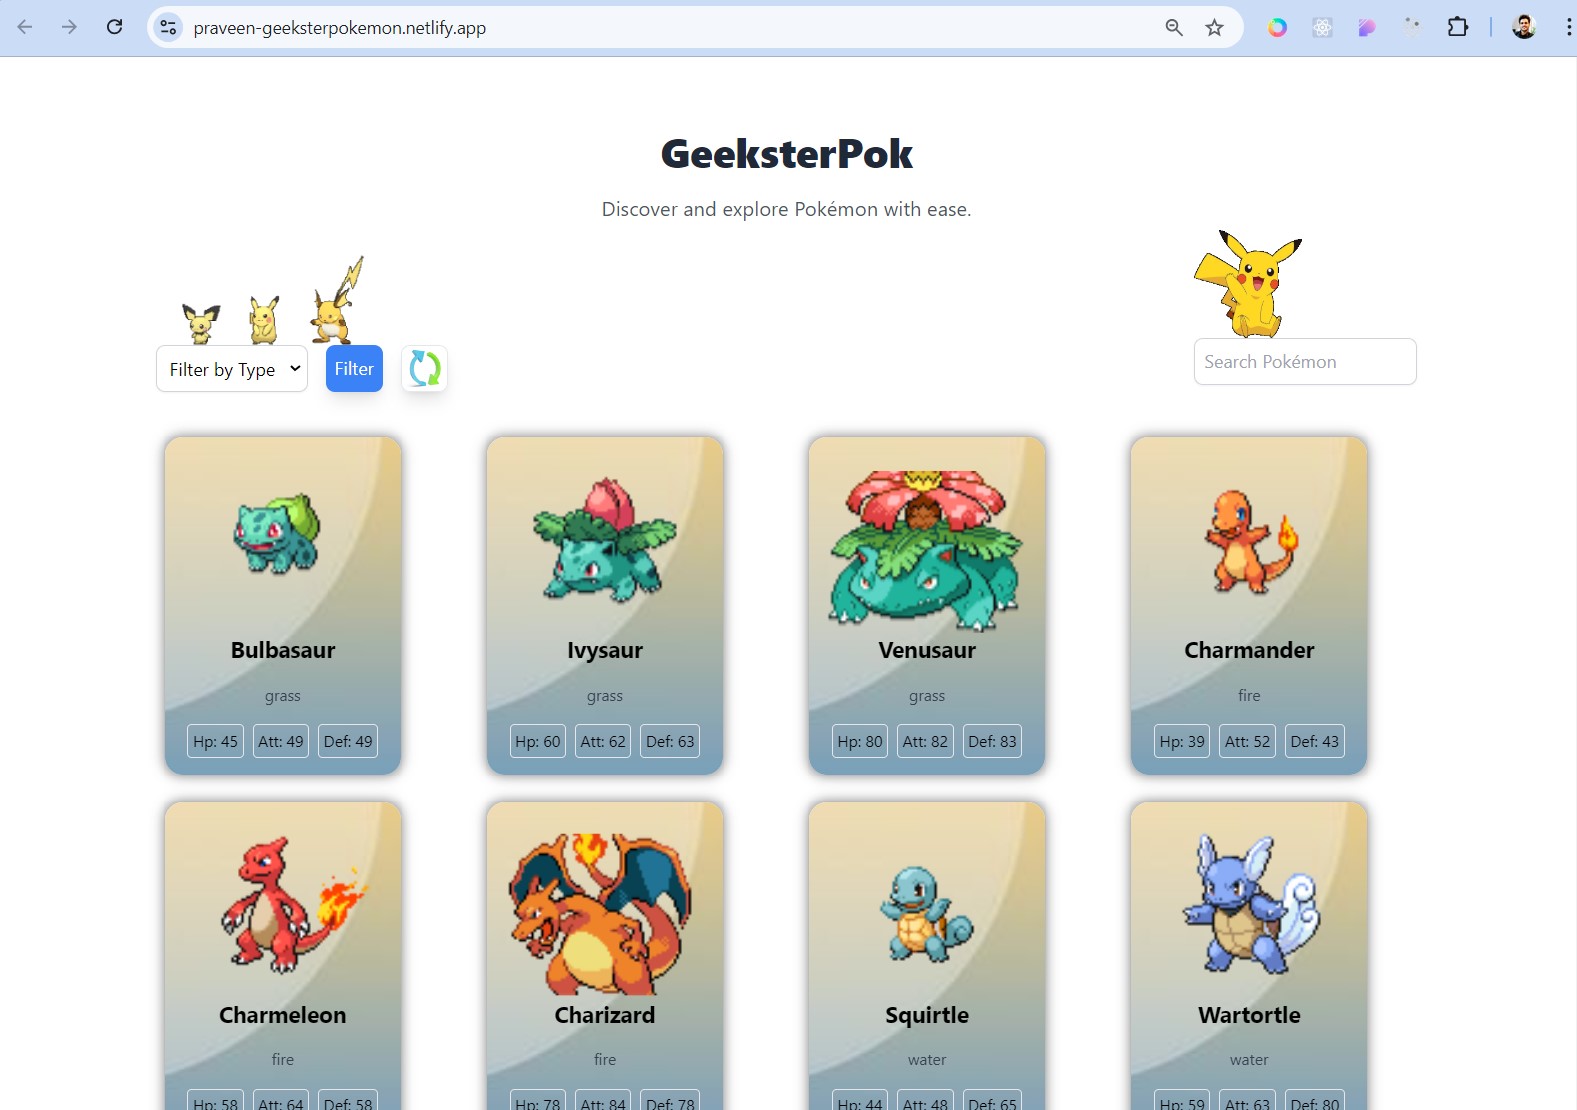 praveen-geeksterpokemon.netlify.app
GeeksterPok
Discover and explore Pokémon with ease.
Filter by Type
Filter
Search Pokémon
Bulbasaur
grass
Hp: 45 Att: 49 Def: 49
Ivysaur
grass
Hp: 60 Att: 62 Def: 63
Venusaur
grass
Hp: 80 Att: 82 Def: 83
Charmander
fire
Hp: 39 Att: 52 Def: 43
Charmeleon
fire
Hp: 58 Att: 64 Def: 58
Charizard
fire
Hp: 78 Att: 84 Def: 78
Squirtle
water
Hp: 44 Att: 48 Def: 65
Wartortle
water
Hp: 59 Att: 63 Def: 80